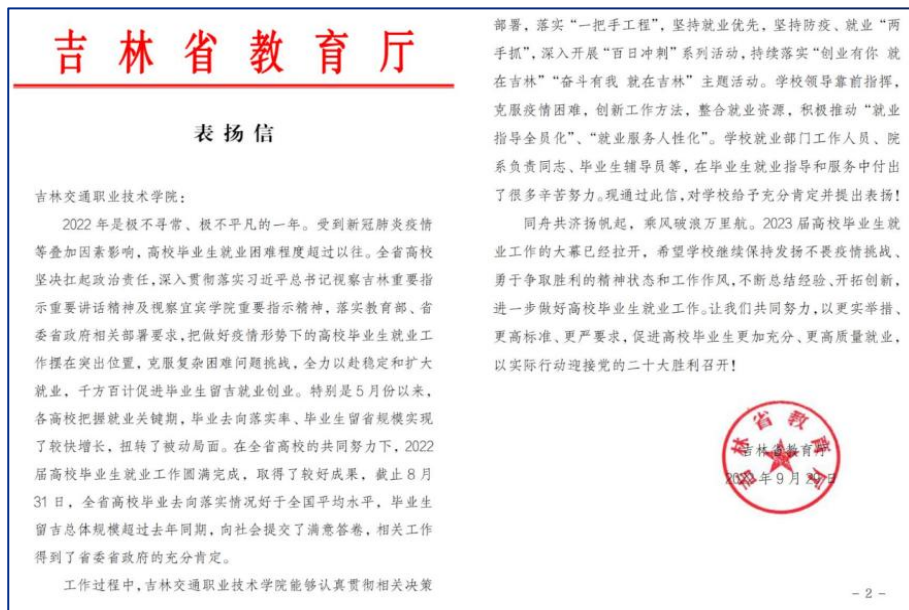 吉林省教育厅
表扬信
吉林交通职业技术学院：
2022 年是极不寻常、极不平凡的一年。受到新冠肺炎疫情
等叠加因素影响，高校毕业生就业困难程度超过以往。全省高校
坚决扛起政治责任，深入贯彻落实习近平总书记视察吉林重要指
示重要讲话精神及视察宜宾学院重要指示精神，落实教育部、省
委省政府相关部署要求，把做好疫情形势下的高校毕业生就业工
作摆在突出位置，克服复杂困难问题挑战，全力以赴稳定和扩大
就业，千方百计促进毕业生留吉就业创业。特别是 5 月份以来，
各高校把握就业关键期，毕业去向落实率、毕业生留省规模实现
了较快增长，扭转了被动局面。在全省高校的共同努力下，2022
届高校毕业生就业工作圆满完成，取得了较好成果，截止 8 月
31 日，全省高校毕业去向落实情况好于全国平均水平，毕业生
留吉总体规模超过去年同期，向社会提交了满意答卷，相关工作
得到了省委省政府的充分肯定。
工作过程中，吉林交通职业技术学院能够认真贯彻相关决策
部署，落实“一把手工程”，坚持就业优先，坚持防疫、就业“两
手抓”，深入开展“百日冲刺”系列活动，持续落实“创业有你 就
在吉林”“奋斗有我 就在吉林”主题活动。学校领导靠前指挥，
克服疫情困难，创新工作方法，整合就业资源，积极推动“就业
指导全员化”、“就业服务人性化”。学校就业部门工作人员、院
系负责同志、毕业生辅导员等，在毕业生就业指导和服务中付出
了很多辛苦努力。现通过此信，对学校给予充分肯定并提出表扬！
同舟共济扬帆起，乘风破浪万里航。2023 届高校毕业生就
业工作的大幕已经拉开，希望学校继续保持发扬不畏疫情挑战、
勇于争取胜利的精神状态和工作作风，不断总结经验、开拓创新，
进一步做好高校毕业生就业工作。让我们共同努力，以更实举措、
更高标准、更严要求，促进高校毕业生更加充分、更高质量就业，
以实际行动迎接党的二十大胜利召开！
吉林省教育厅
吉林省教育厅
2022 年 9 月 29 日
- 2 -